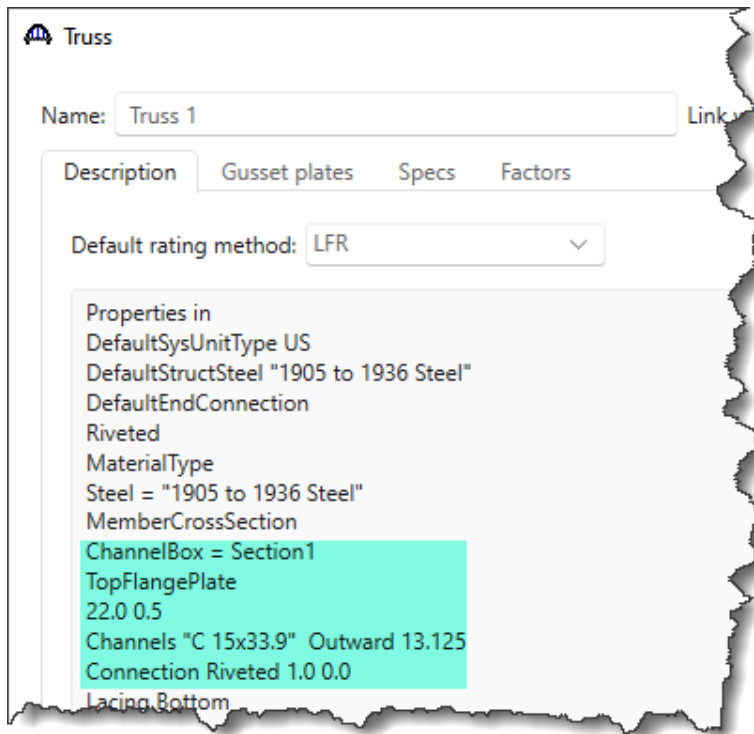 Truss
Name: Truss 1 Link
Description Gusset plates Specs Factors
Default rating method: LFR
Properties in
DefaultSysUnitType US
DefaultStructSteel "1905 to 1936 Steel"
DefaultEndConnection
Riveted
MaterialType
Steel = "1905 to 1936 Steel"
MemberCrossSection
ChannelBox = Section1
TopFlangePlate
22.0 0.5
Channels "C 15x33.9"  Outward 13.125
Connection Riveted 1.0 0.0
Lacing Bottom